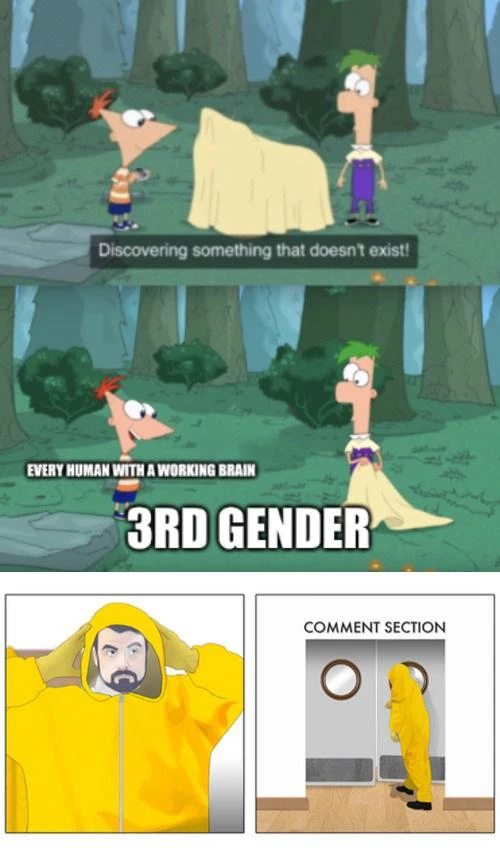 Discovering something that doesn't exist!
EVERY HUMAN WITH A WORKING BRAIN
3RD GENDER
COMMENT SECTION